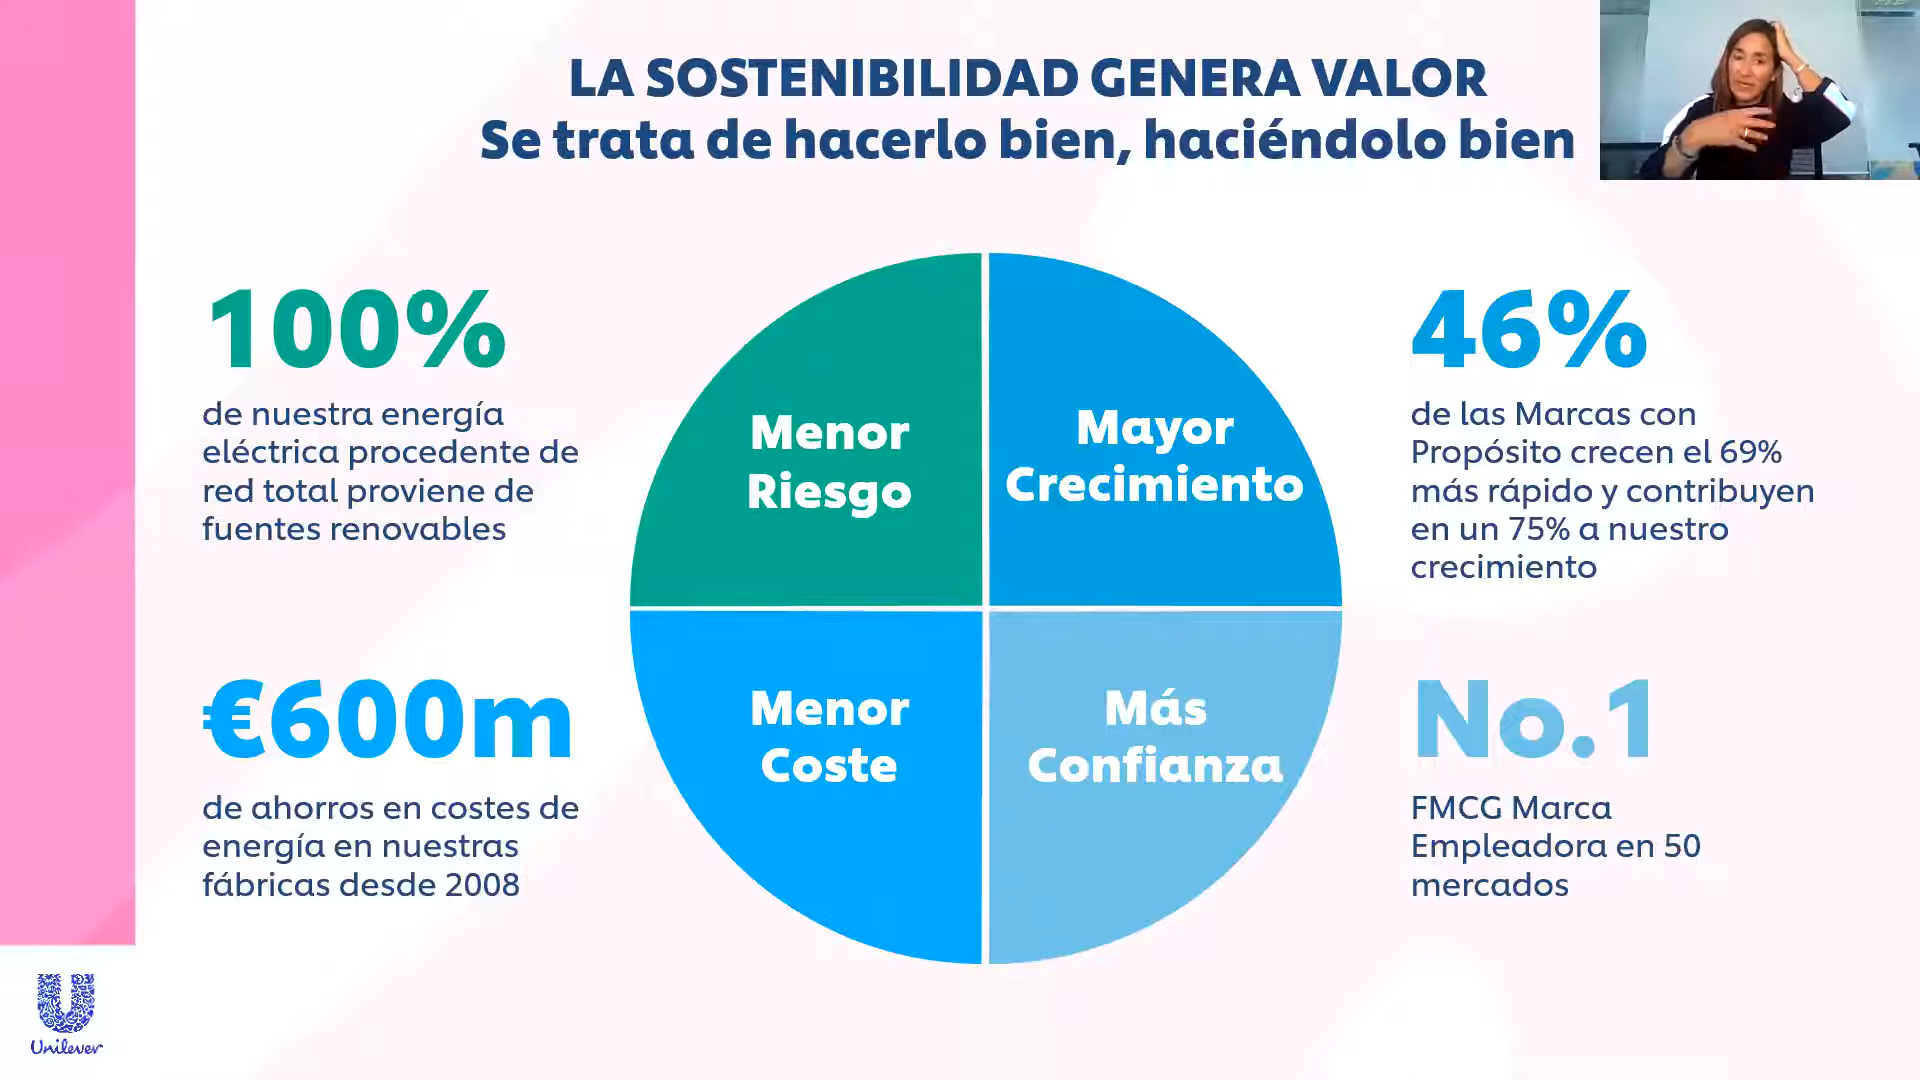 LA SOSTENIBILIDAD GENERA VALOR
Se trata de hacerlo bien, haciéndolo bien
100%
de nuestra energía
eléctrica procedente de
red total proviene de
fuentes renovables
Menor
Riesgo
Mayor
Crecimiento
46%
de las Marcas con
Propósito crecen el 69%
más rápido y contribuyen
en un 75% a nuestro
crecimiento
€600m
de ahorros en costes de
energía en nuestras
fábricas desde 2008
Menor
Coste
Más
Confianza
No.1
FMCG Marca
Empleadora en 50
mercados
Unilever